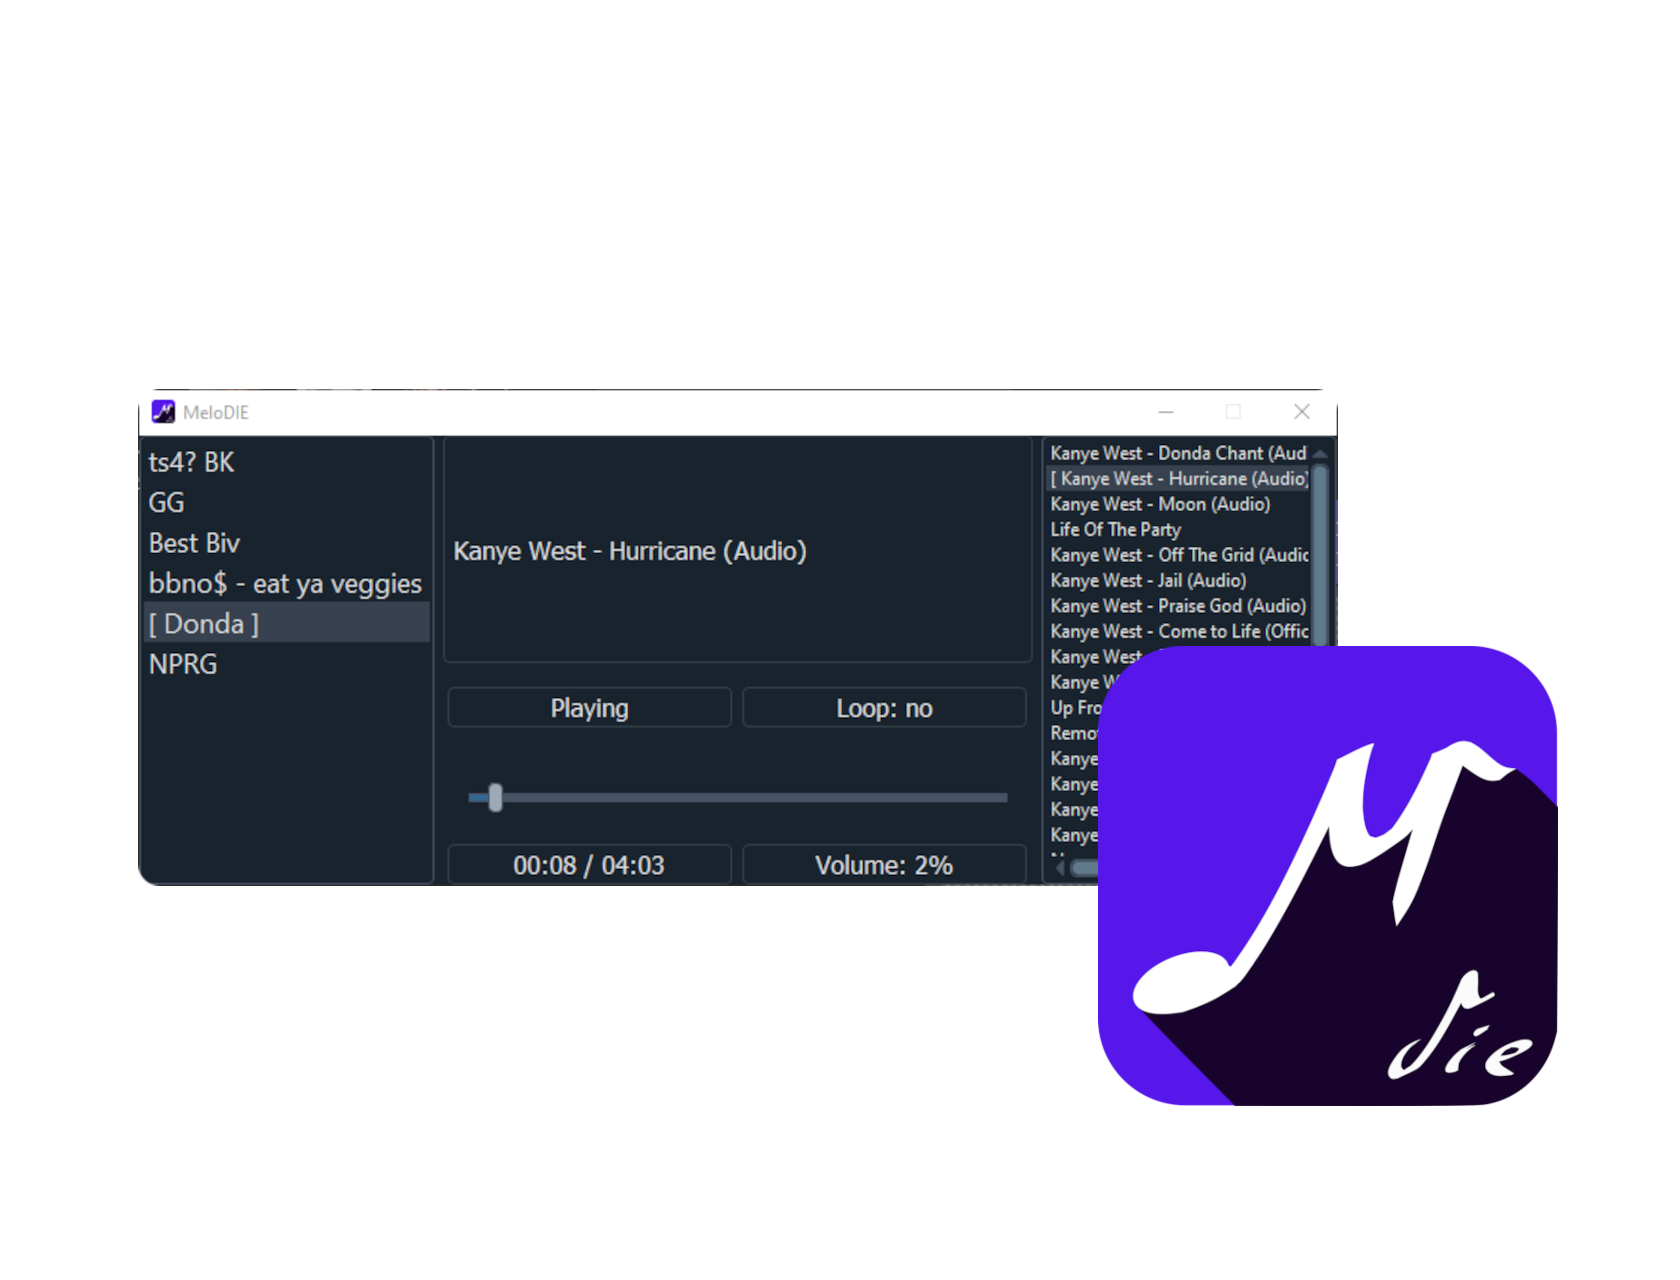 MeloDIE
ts4? BK
GG
Best Biv
bbno$ - eat ya veggies
[ Donda ]
NPRG
Kanye West - Hurricane (Audio)
Playing
Loop: no
00:08 / 04:03
Volume: 2%
Kanye West - Donda Chant (Aud
[ Kanye West - Hurricane (Audio)
Kanye West - Moon (Audio)
Life Of The Party
Kanye West - Off The Grid (Audic
Kanye West - Jail (Audio)
Kanye West - Praise God (Audio)
Kanye West - Come to Life (Offic
Kanye West
Kanye
Up Fro
Remo
Kanye
Kanye
Kanye
Kanye
M
die